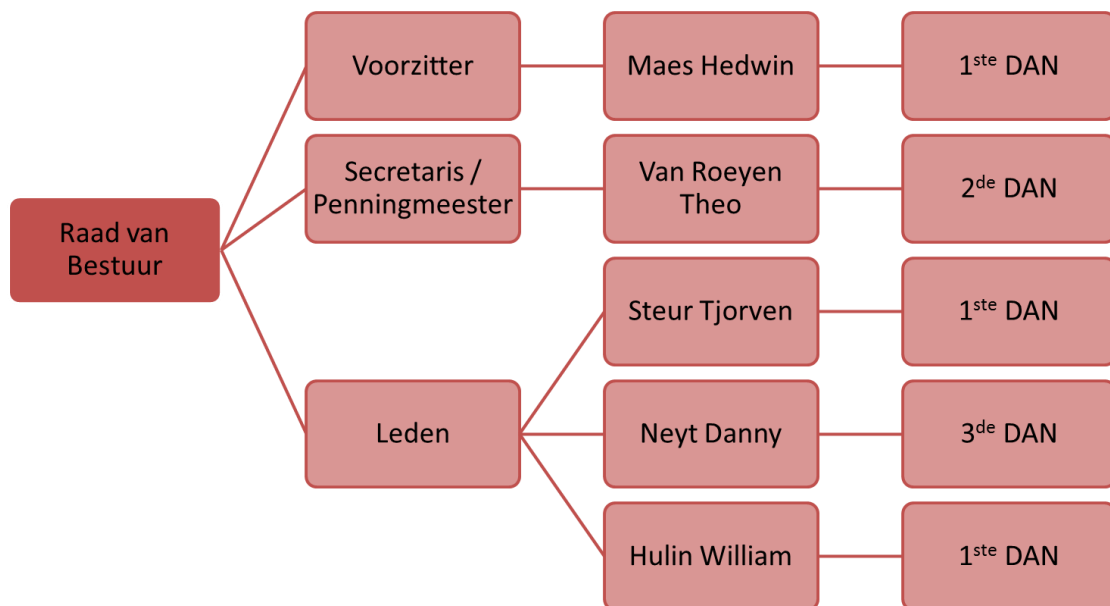 Raad van
Bestuur
Voorzitter
Maes Hedwin
1ste DAN
Secretaris /
Penningmeester
Van Roeyen
Theo
2de DAN
Leden
Steur Tjorven
1ste DAN
Neyt Danny
3de DAN
Hulin William
1ste DAN